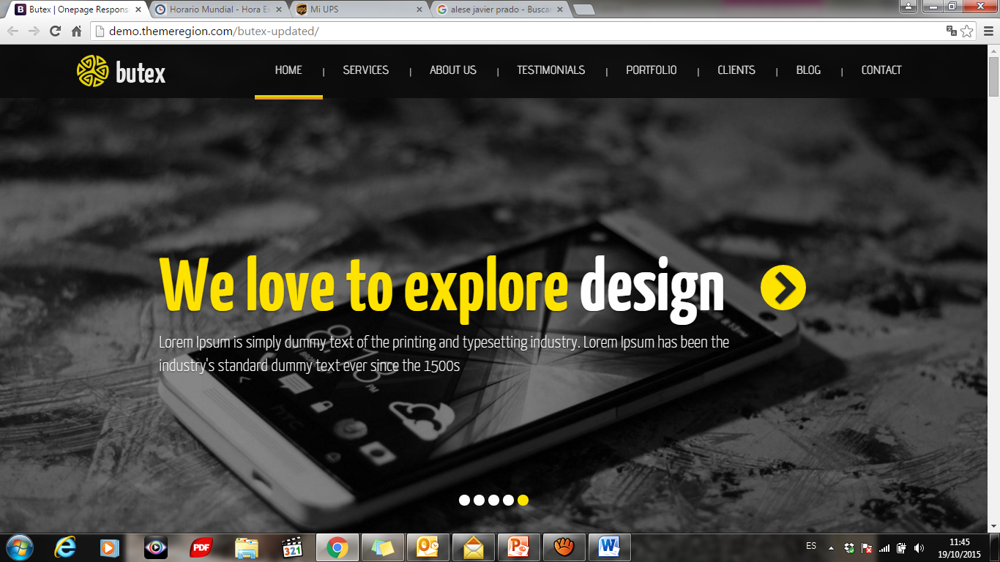 Butex | Onepage Respons
Horario Mundial - Hora Ex
Mi UPS
alese javier prado - Buscar
demo.themeregion.com/butex-updated/
butex
HOME | SERVICES | ABOUT US | TESTIMONIALS | PORTFOLIO | CLIENTS | BLOG | CONTACT
We love to explore design
Lorem Ipsum is simply dummy text of the printing and typesetting industry. Lorem Ipsum has been the
industry's standard dummy text ever since the 1500s
PM
hTC
PDF
321
ES
11:45
19/10/2015